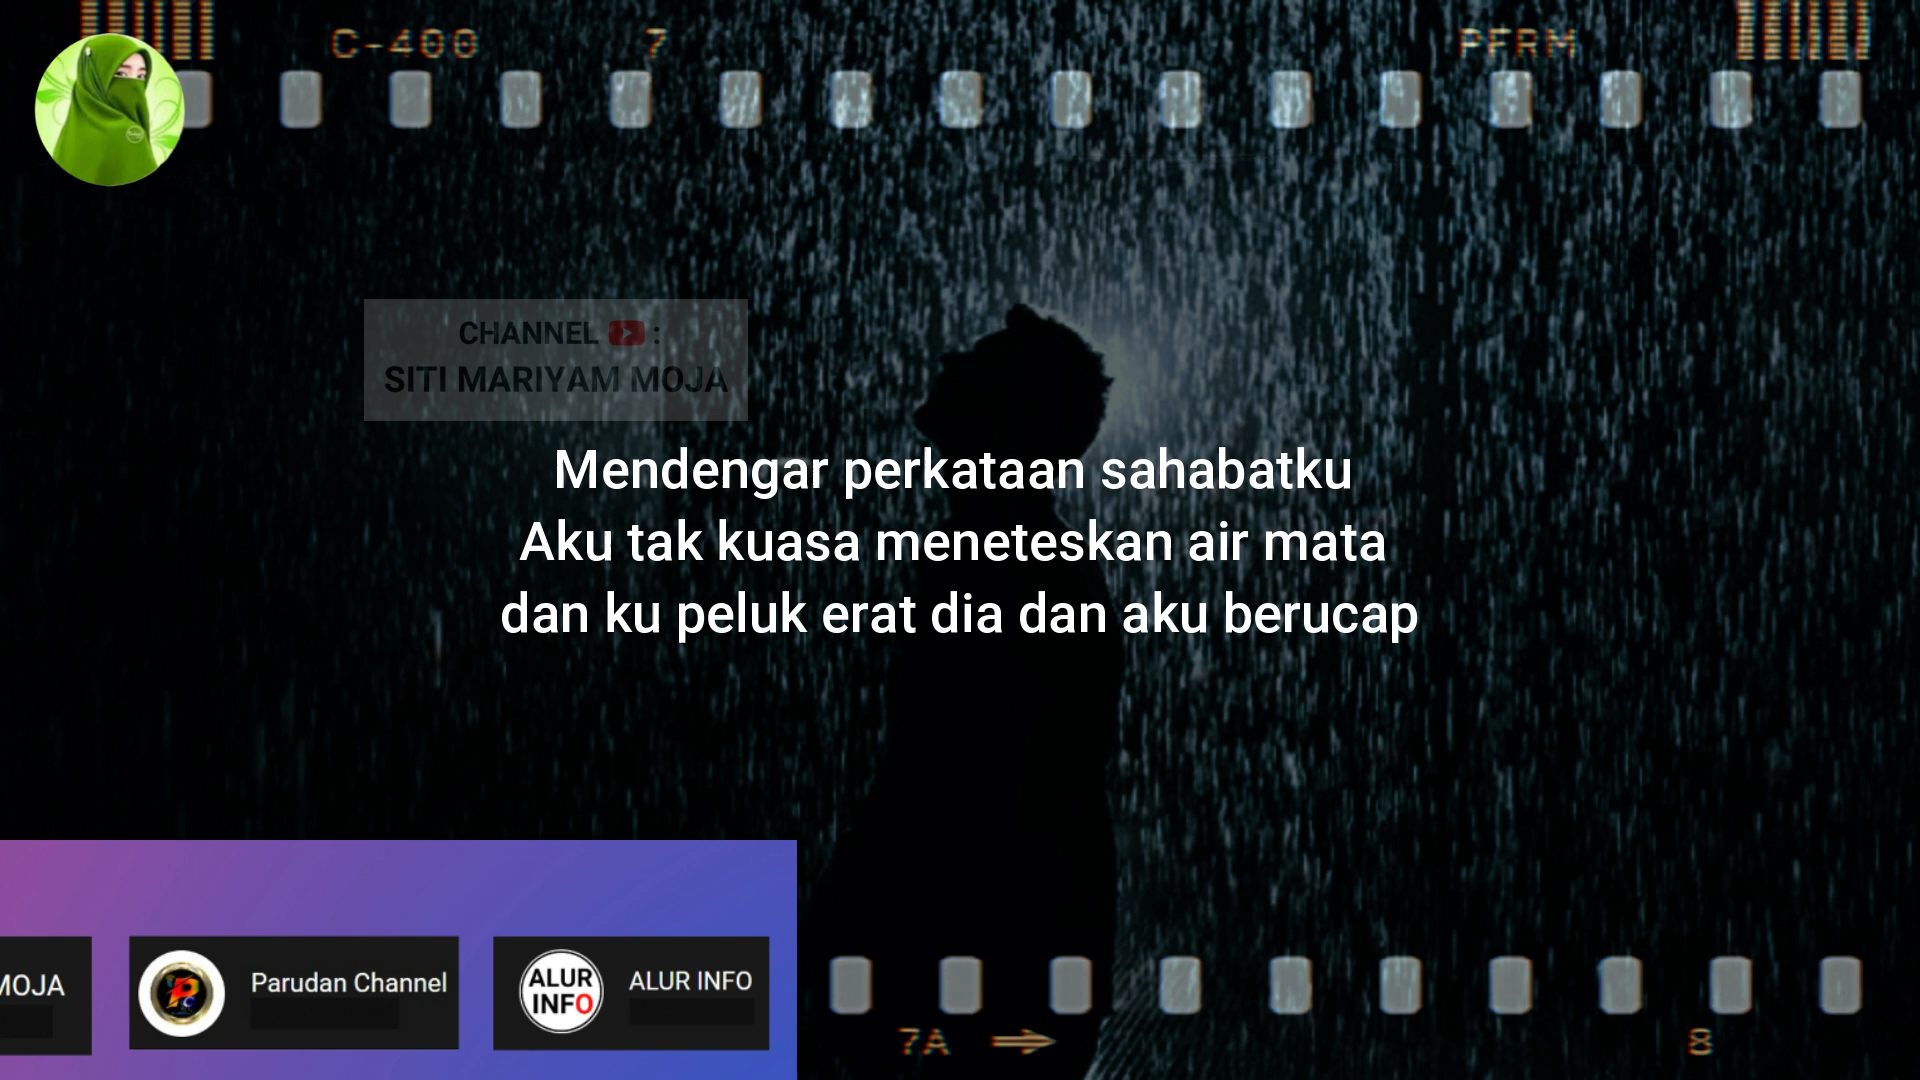 C-400 7 PFRM
CHANNEL :
SITI MARIYAM MOJA
Mendengar perkataan sahabatku
Aku tak kuasa meneteskan air mata
dan ku peluk erat dia dan aku berucap
MOJA
Parudan Channel
ALUR
INFO
ALUR INFO
7A 8